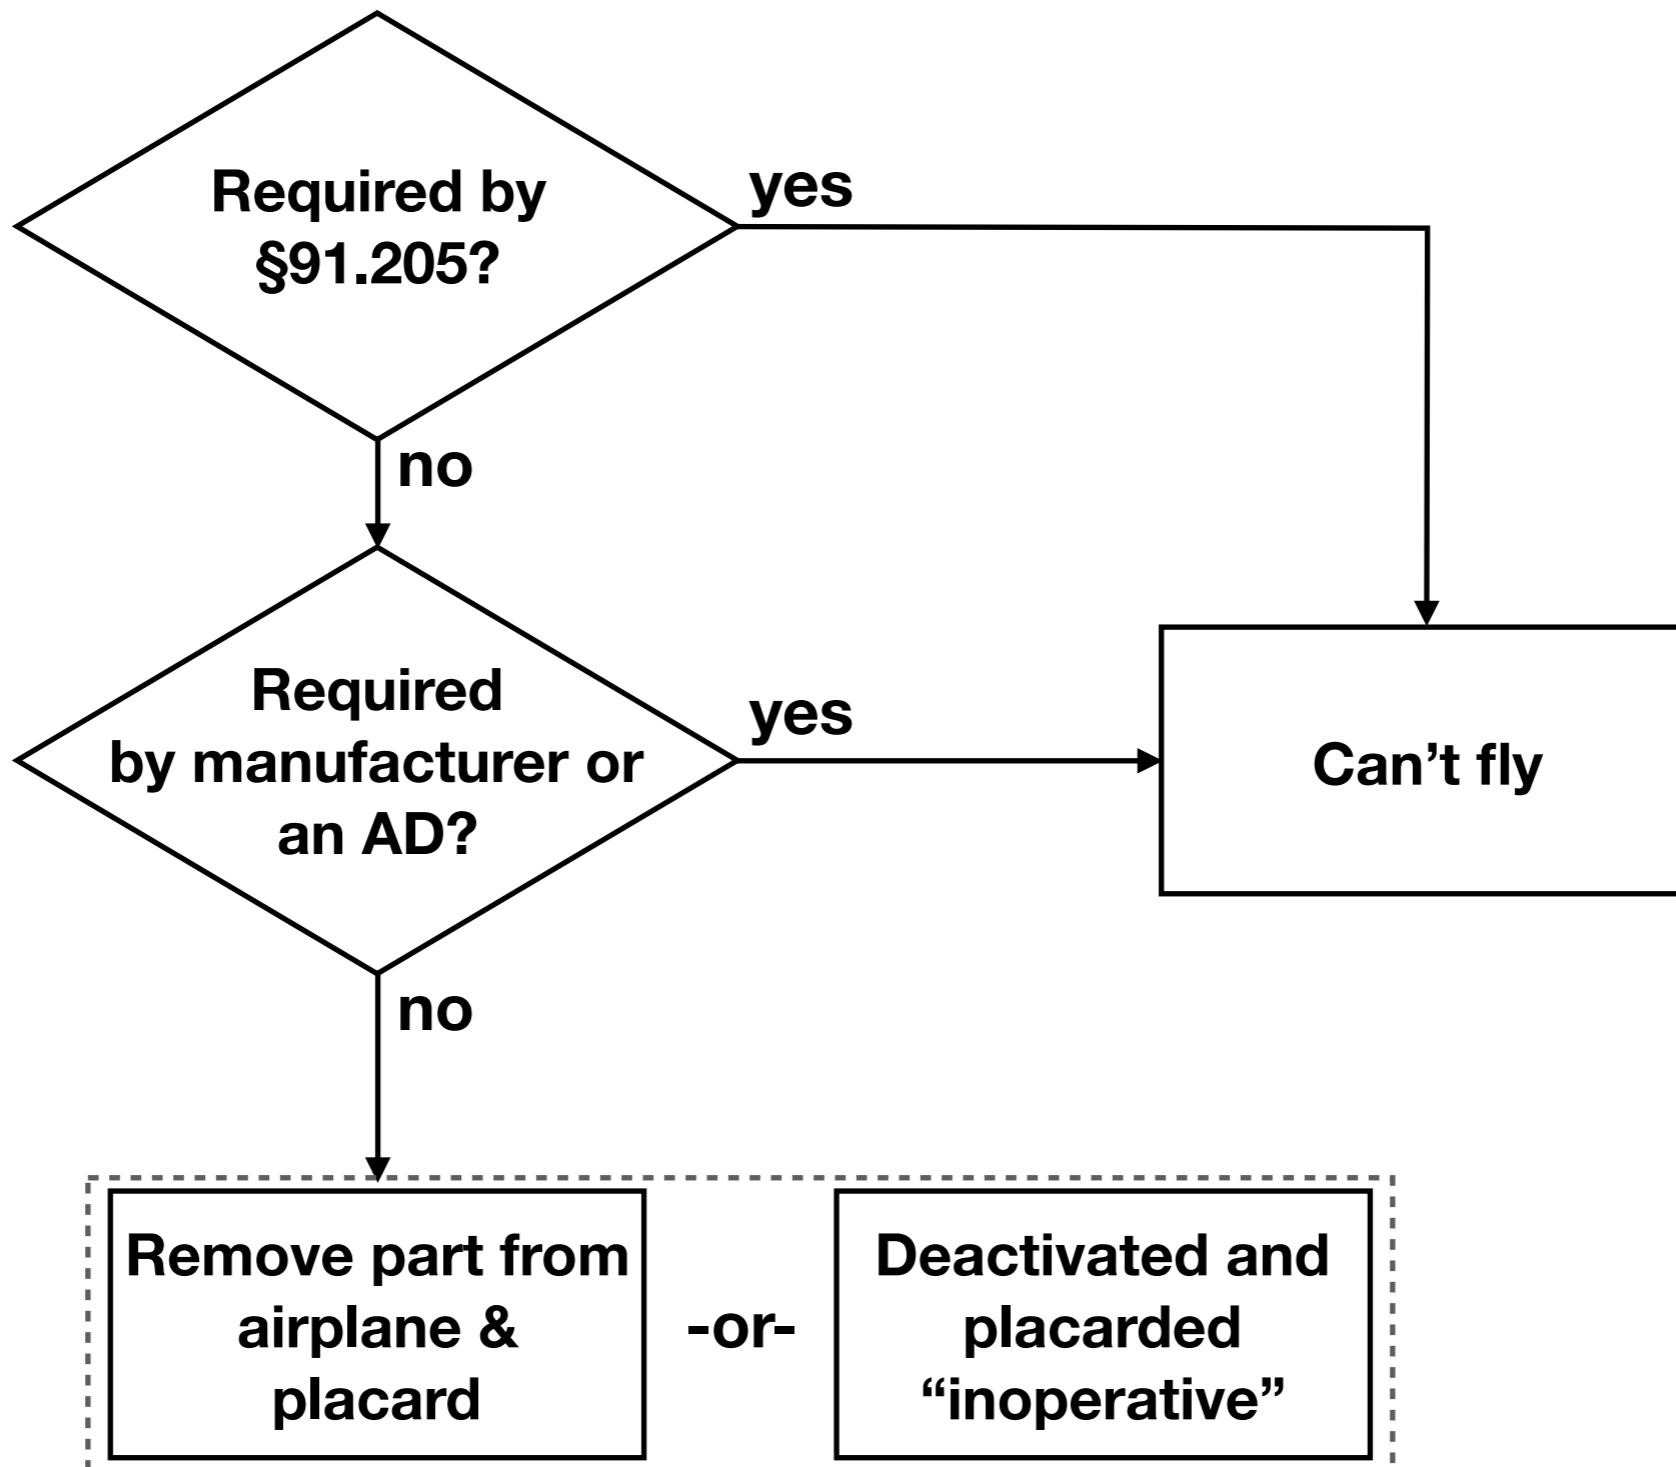 Required by
§91.205?
yes
no
Required
by manufacturer or
an AD?
yes
Can’t fly
no
Remove part from
airplane &
placard
-or-
Deactivated and
placarded
“inoperative”